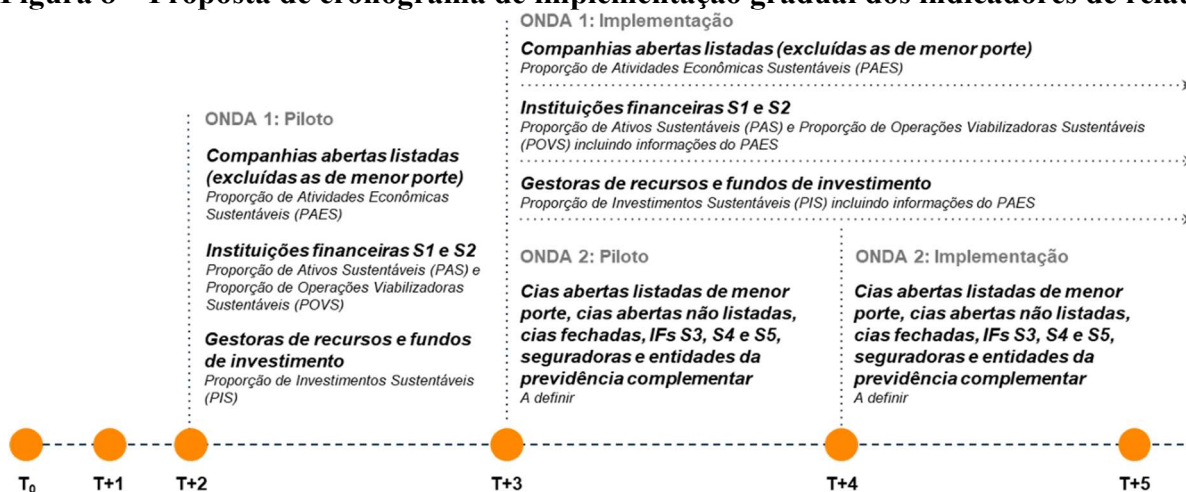 Figura 8 – Proposta de cronograma de implementação gradual dos indicadores de
ONDA 1: Implementação
Companhias abertas listadas (excluídas as de menor porte)
Proporção de Atividades Econômicas Sustentáveis (PAES)
Instituições financeiras S1 e S2
Proporção de Ativos Sustentáveis (PAS) e Proporção de Operações Viabilizadoras Sustentáveis
(POVS) incluindo informações do PAES
Gestoras de recursos e fundos de investimento
Proporção de Investimentos Sustentáveis (PIS) incluindo informações do PAES
ONDA 1: Piloto
Companhias abertas listadas
(excluídas as de menor porte)
Proporção de Atividades Econômicas
Sustentáveis (PAES)
Instituições financeiras S1 e S2
Proporção de Ativos Sustentáveis (PAS) e
Proporção de Operações Viabilizadoras
Sustentáveis (POVS)
Gestoras de recursos e fundos
de investimento
Proporção de Investimentos Sustentáveis
(PIS)
ONDA 2: Piloto
Cias abertas listadas de menor
porte, cias abertas não listadas,
cias fechadas, IFs S3, S4 e S5,
seguradoras e entidades da
previdência complementar
A definir
ONDA 2: Implementação
Cias abertas listadas de menor
porte, cias abertas não listadas,
cias fechadas, IFs S3, S4 e S5,
seguradoras e entidades da
previdência complementar
A definir
T₀ T+1 T+2 T+3 T+4 T+5